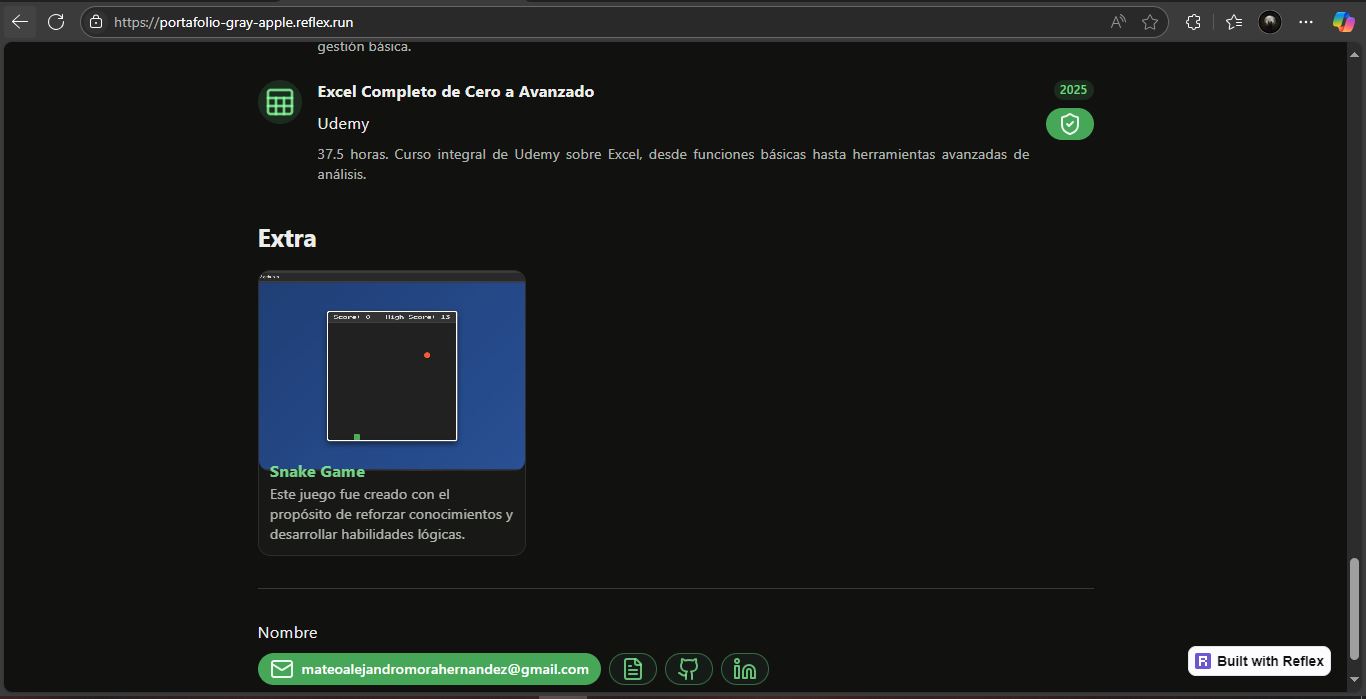 https://portafolio-gray-apple.reflex.run
gestión básica.
Excel Completo de Cero a Avanzado
2025
Udemy
37.5 horas. Curso integral de Udemy sobre Excel, desde funciones básicas hasta herramientas avanzadas de
análisis.
Extra
Score: 0 High Score: 13
Snake Game
Este juego fue creado con el
propósito de reforzar conocimientos y
desarrollar habilidades lógicas.
Nombre
mateoalejandromorahernandez@gmail.com
Built with Reflex